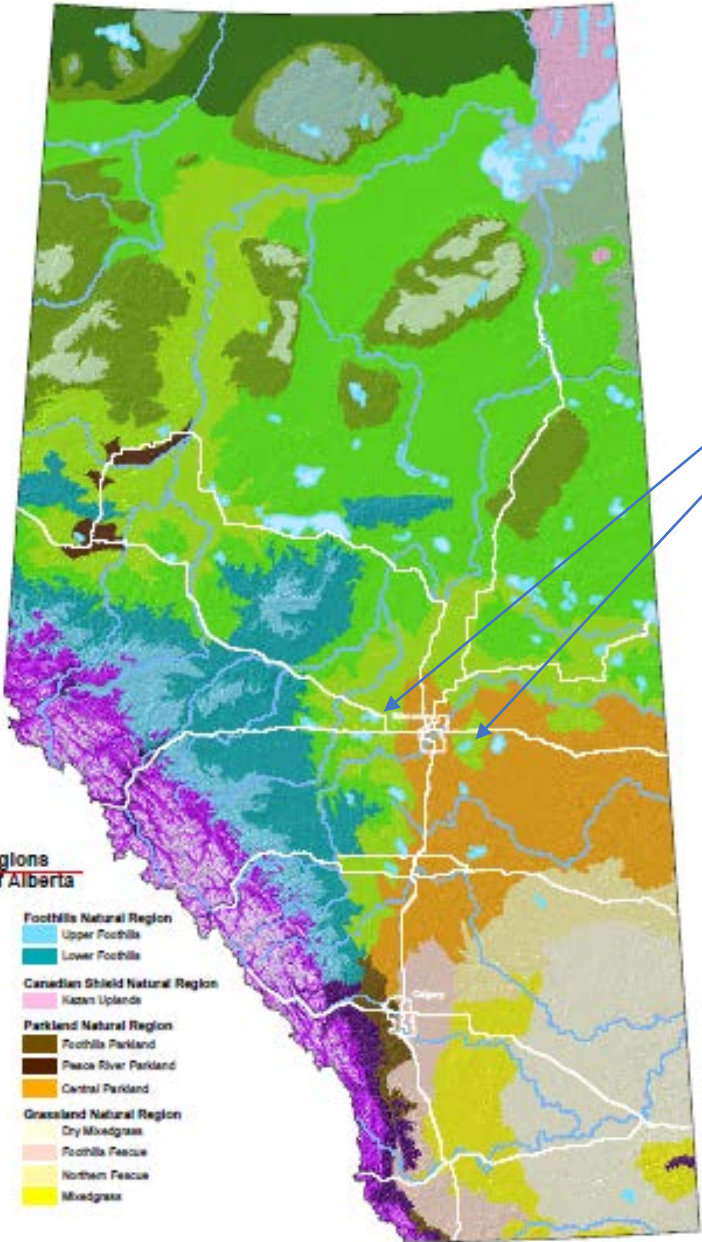 gions
f Alberta
Foothills Natural Region
Upper Foothills
Lower Foothills
Canadian Shield Natural Region
Kazan Uplands
Parkland Natural Region
Foothills Parkland
Peace River Parkland
Central Parkland
Grassland Natural Region
Dry Mixedgrass
Foothills Fescue
Northern Fescue
Mixedgrass
Calgary